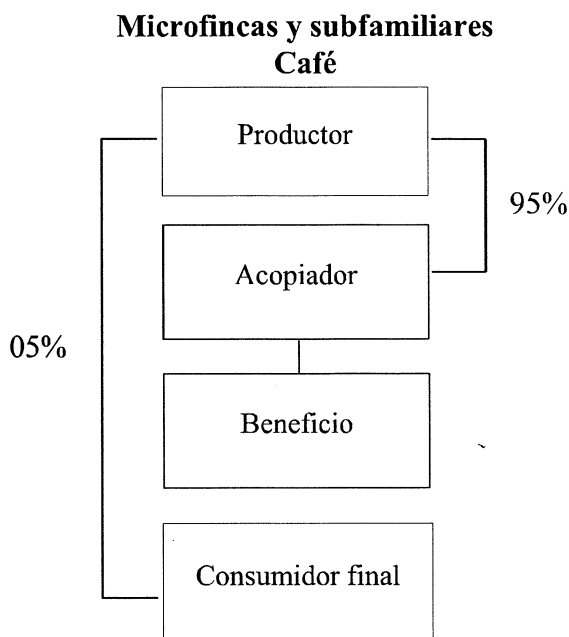 Microfincas y subfamiliares
Café
Productor
95%
Acopiador
05%
Beneficio
Consumidor final